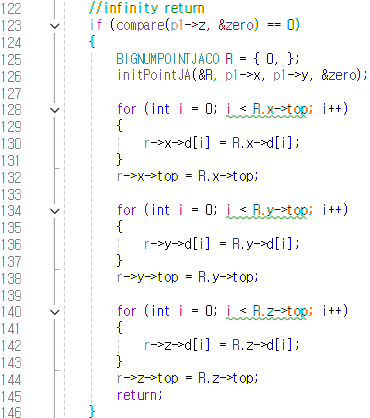 122 //infinity return
123 if (compare(p1->z, &zero) == 0)
124 {
125 BIGNUMPOINTJACO R = { 0, };
126 initPointJA(&R, p1->x, p1->y, &zero);
127
128 for (int i = 0; i < R.x->top; i++)
129 {
130 r->x->d[i] = R.x->d[i];
131 }
132 r->x->top = R.x->top;
133
134 for (int i = 0; i < R.y->top; i++)
135 {
136 r->y->d[i] = R.y->d[i];
137 }
138 r->y->top = R.y->top;
139
140 for (int i = 0; i < R.z->top; i++)
141 {
142 r->z->d[i] = R.z->d[i];
143 }
144 r->z->top = R.z->top;
145 return;
146 }